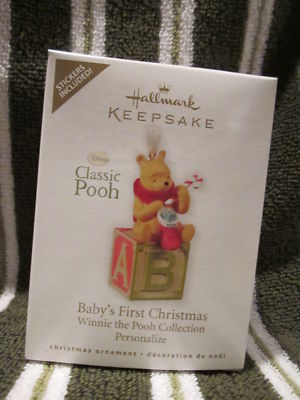 STICKERS
INCLUDED!
Hallmark
KEEPSAKE
Disney
Classic
Pooh
A B
Baby's First Christmas
Winnie the Pooh Collection
Personalize
christmas ornament • décoration de noël